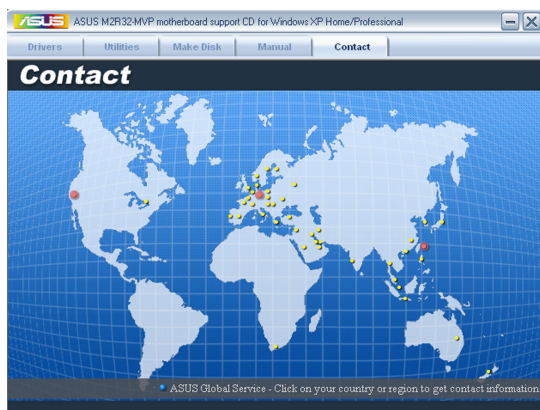 ASUS ASUS M2R32-MVP motherboard support CD for Windows XP Home/Professional
Drivers Utilities Make Disk Manual Contact
Contact
ASUS Global Service - Click on your country or region to get contact information